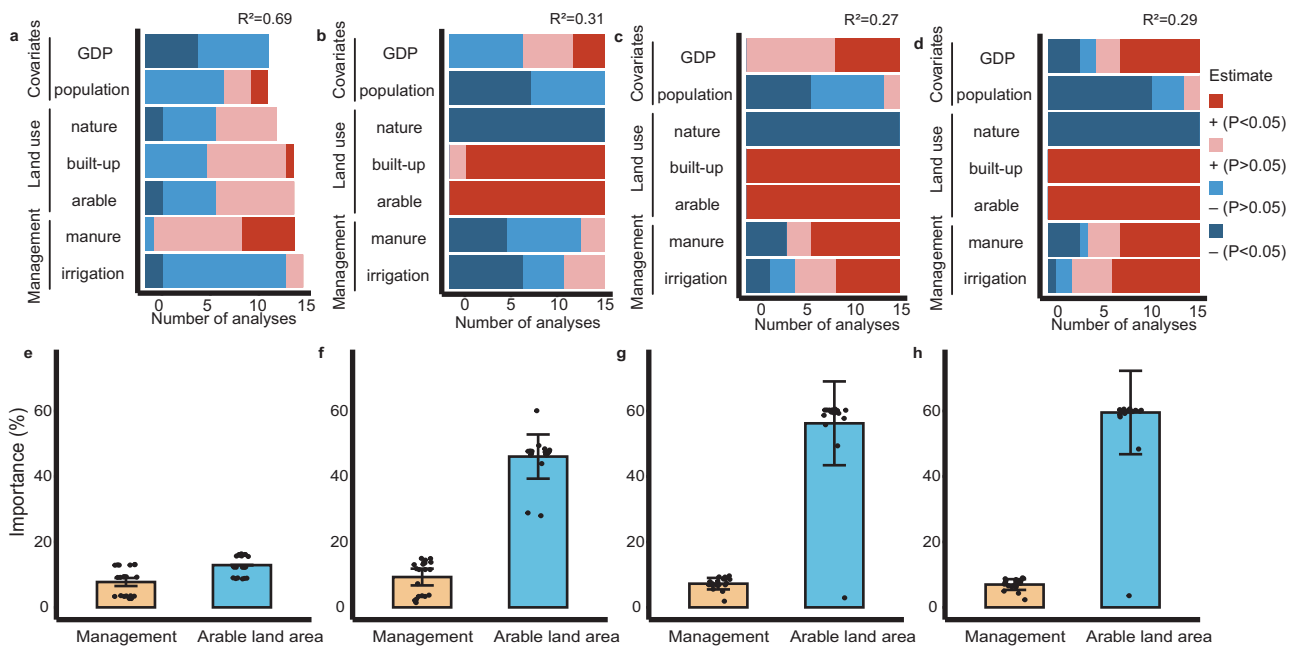 R²=0.69
a
Covariates
GDP
population
Land use
nature
built-up
arable
Management
manure
irrigation
0 5 10 15
Number of analyses
R²=0.31
b
Covariates
GDP
population
Land use
nature
built-up
arable
Management
manure
irrigation
0 5 10 15
Number of analyses
R²=0.27
c
Covariates
GDP
population
Land use
nature
built-up
arable
Management
manure
irrigation
0 5 10 15
Number of analyses
R²=0.29
d
Covariates
GDP
population
Land use
nature
built-up
arable
Management
manure
irrigation
0 5 10 15
Number of analyses
Estimate
+ (P<0.05)
+ (P>0.05)
– (P>0.05)
– (P<0.05)
e
Importance (%)
60
40
20
0
Management Arable land area
f
60
40
20
0
Management Arable land area
g
60
40
20
0
Management Arable land area
h
60
40
20
0
Management Arable land area